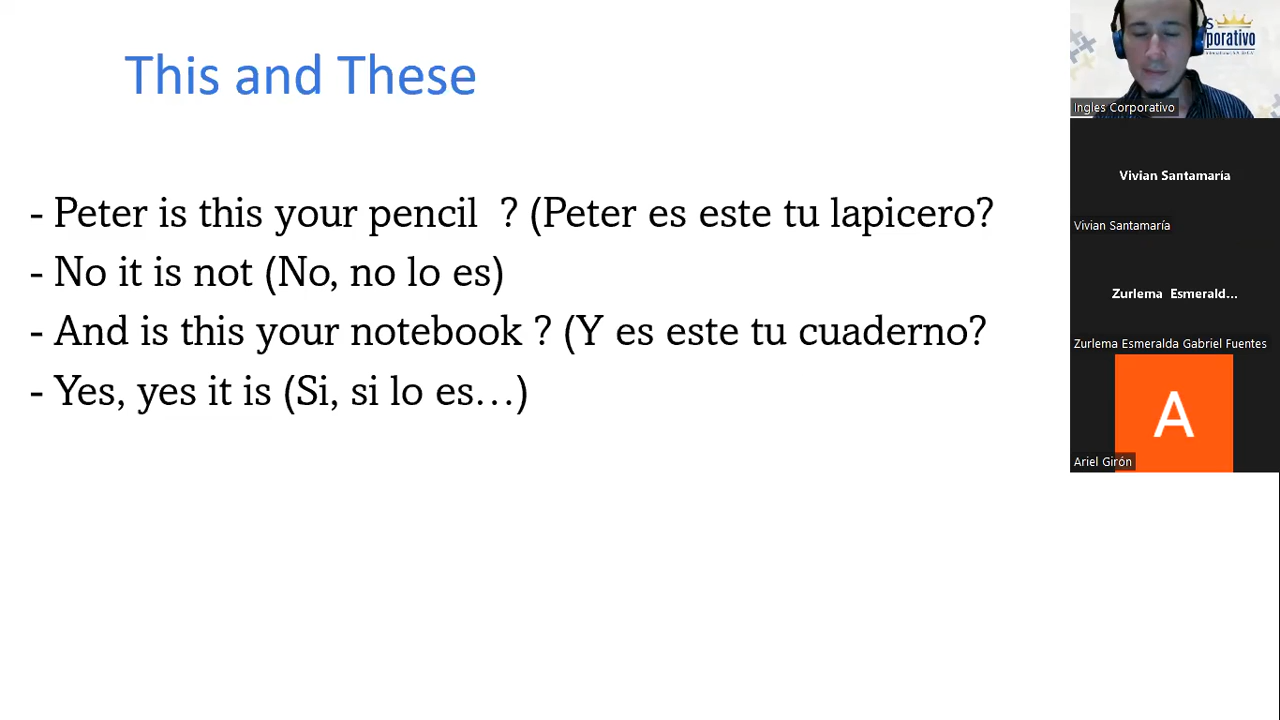 This and These
- Peter is this your pencil ? (Peter es este tu lapicero?
- No it is not (No, no lo es)
- And is this your notebook ? (Y es este tu cuaderno?
- Yes, yes it is (Si, si lo es…)
porativo
Ingles Corporativo
Vivian Santamaría
Vivian Santamaría
Zurlema Esmerald...
Zurlema Esmeralda Gabriel Fuentes
A
Ariel Girón